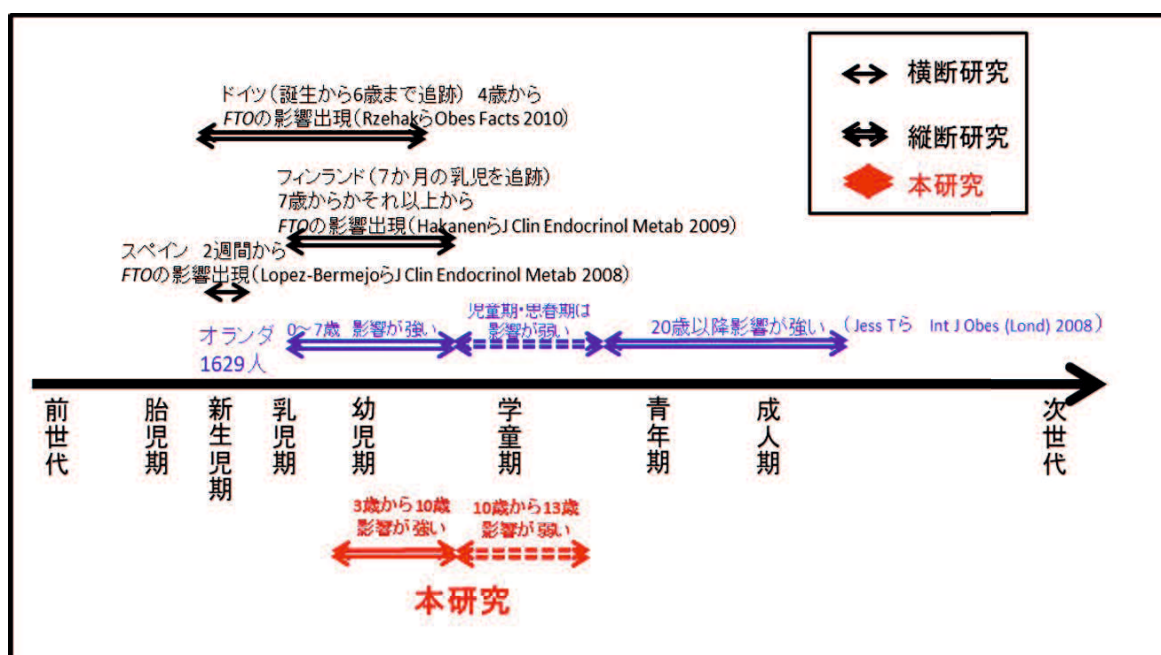 横断研究
縦断研究
本研究
ドイツ（誕生から6歳まで追跡） 4歳から
FTOの影響出現（RzehakらObes Facts 2010）
フィンランド（７か月の乳児を追跡）
7歳からかそれ以上から
FTOの影響出現（HakanenらJ Clin Endocrinol Metab 2009）
スペイン 2週間から
FTOの影響出現（Lopez-BermejoらJ Clin Endocrinol Metab 2008）
オランダ
1629人
0～7歳 影響が強い
児童期・思春期は
影響が弱い
20歳以降影響が強い （Jess Tら Int J Obes (Lond) 2008）
前世代
胎児期
新生児期
乳児期
幼児期
学童期
青年期
成人期
次世代
3歳から10歳
影響が強い
10歳から13歳
影響が弱い
本研究